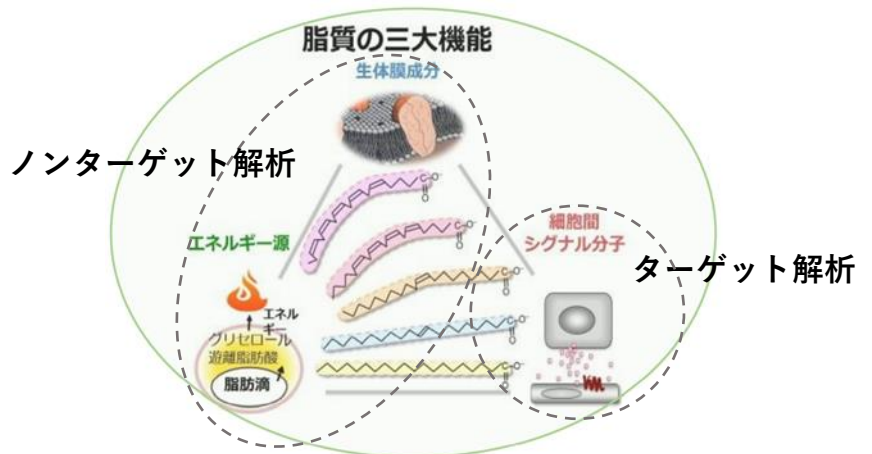 脂質の三大機能
生体膜成分
ノンターゲット解析
エネルギー源
細胞間
シグナル分子
ターゲット解析
エネル
ギー
グリセロール
遊離脂肪酸
脂肪滴
C-O⁻
O
C-O⁻
O
C-O⁻
O
C-O⁻
O
C-O⁻
O